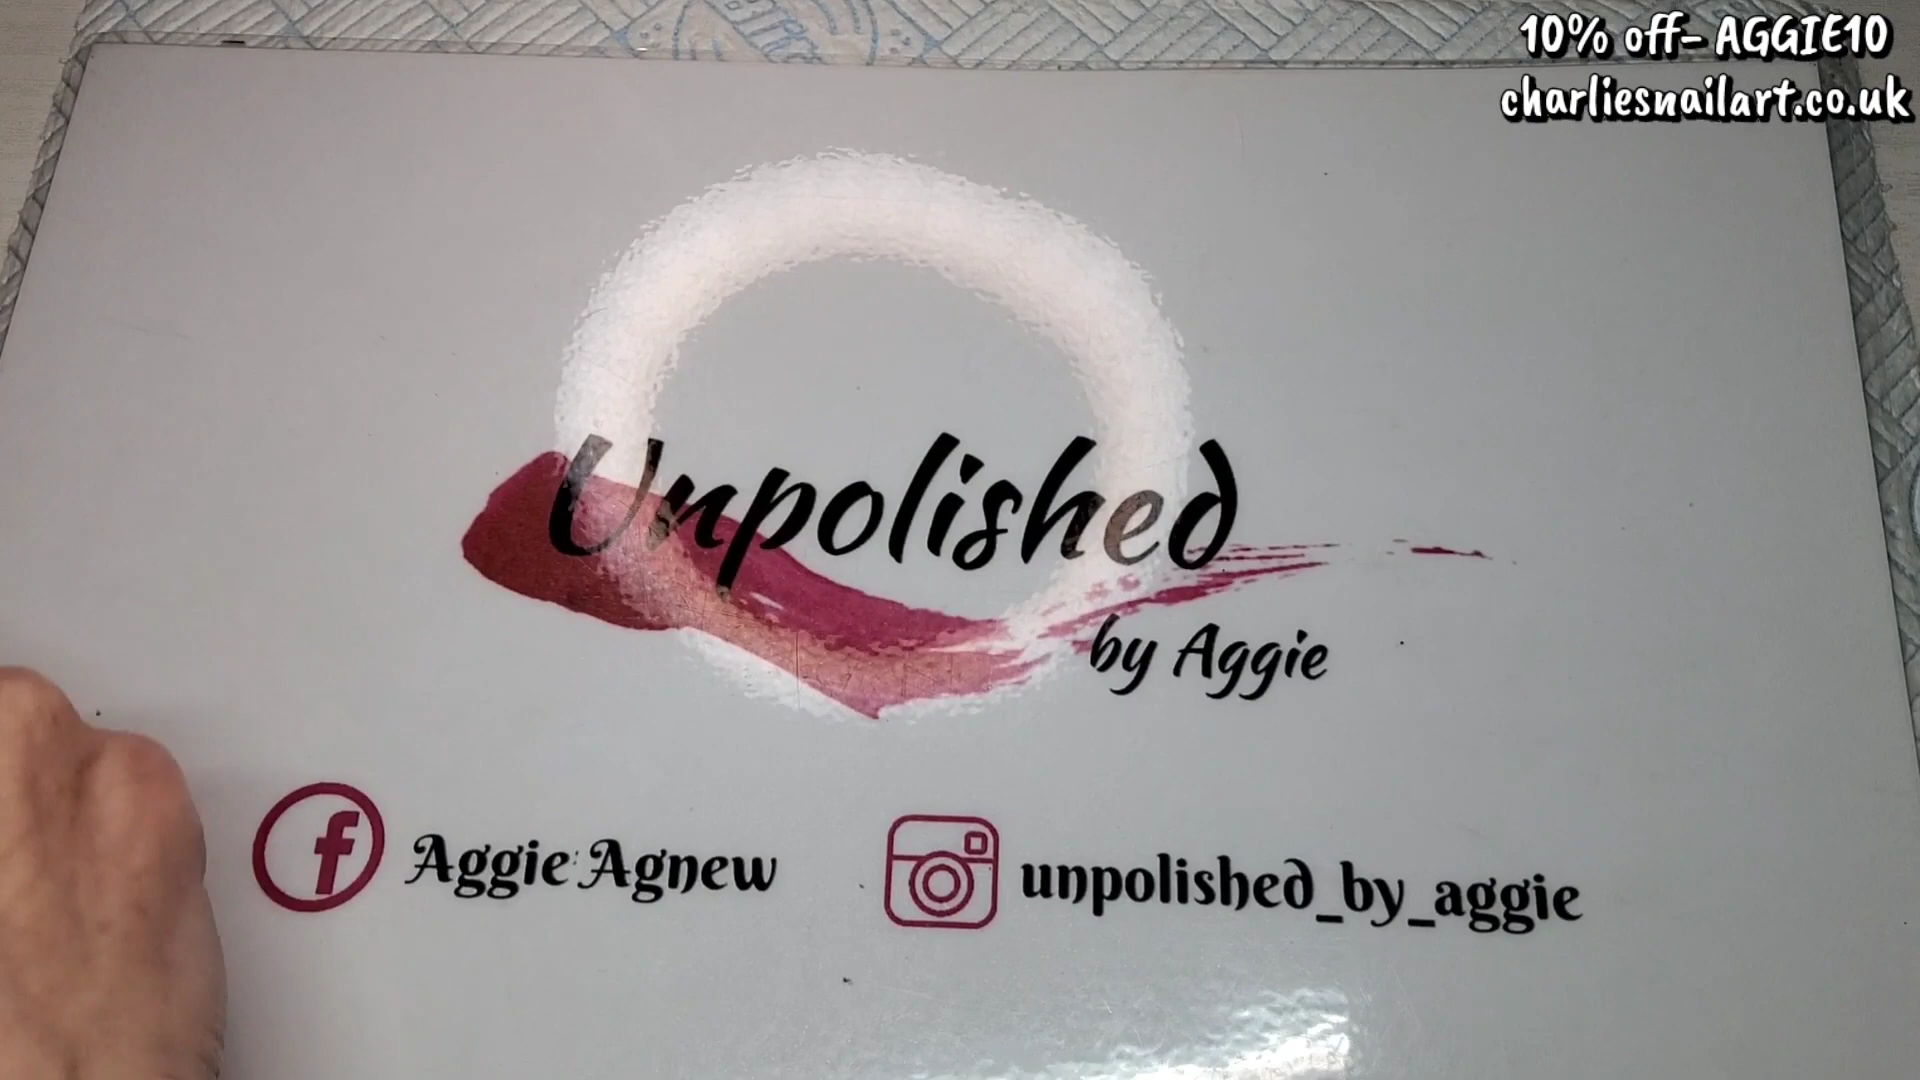 10% off- AGGIE10
charliesnailart.co.uk
Unpolished
by Aggie
Aggie Agnew
unpolished_by_aggie